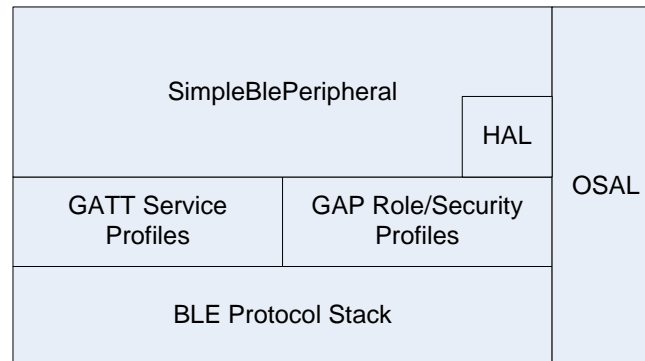 SimpleBlePeripheral
HAL
OSAL
GATT Service
Profiles
GAP Role/Security
Profiles
BLE Protocol Stack